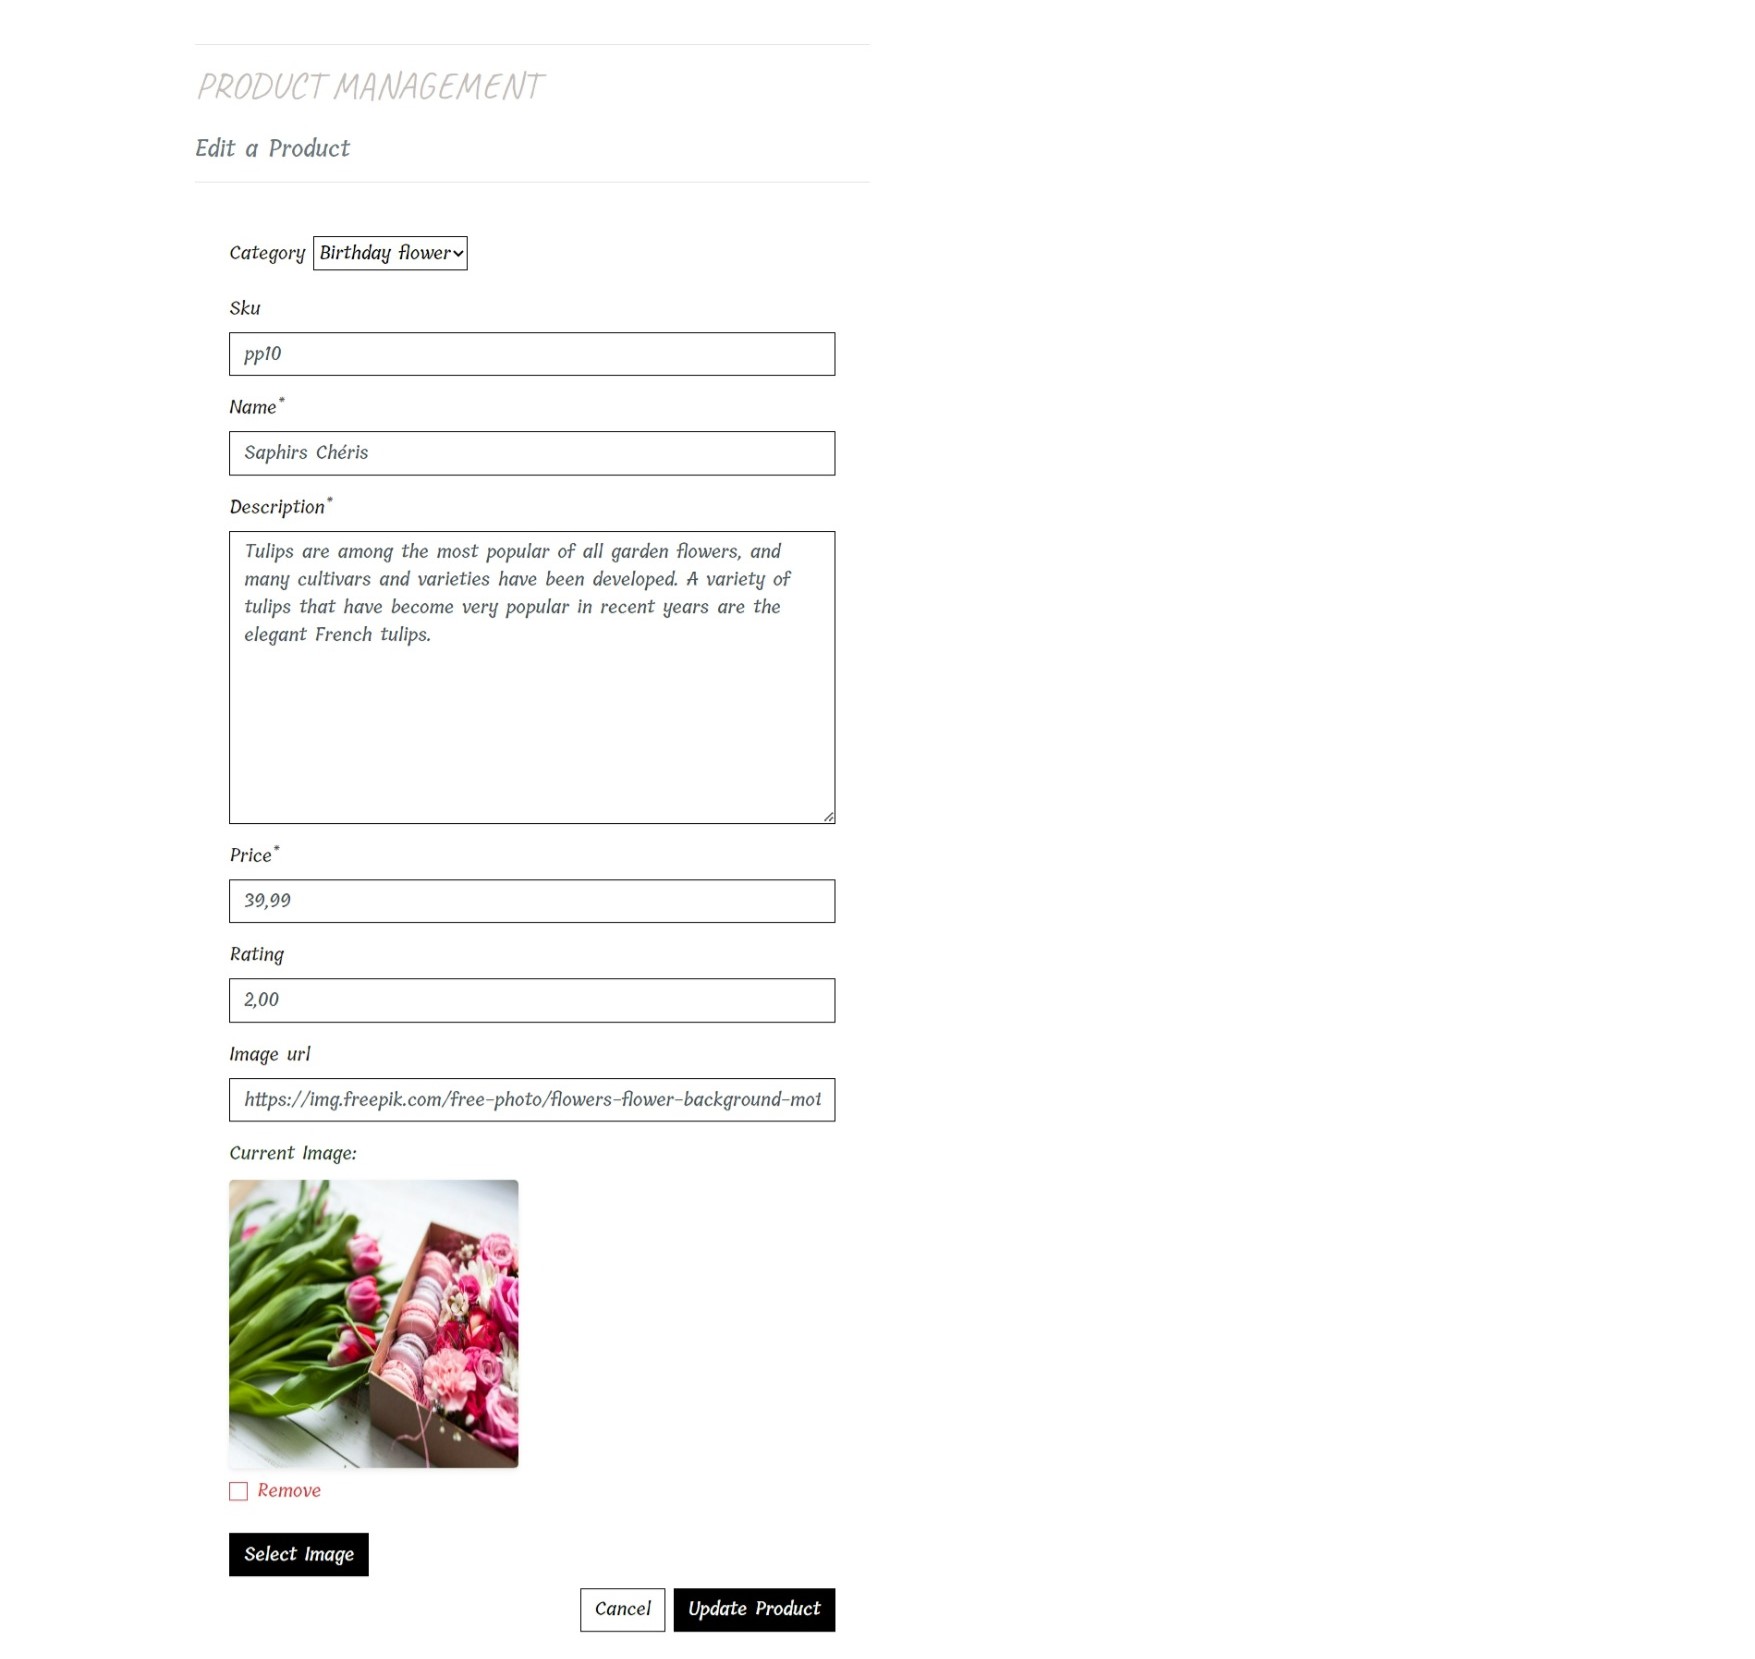 PRODUCT MANAGEMENT
Edit a Product
Category Birthday flower
Sku
pp10
Name*
Saphirs Chéris
Description*
Tulips are among the most popular of all garden flowers, and
many cultivars and varieties have been developed. A variety of
tulips that have become very popular in recent years are the
elegant French tulips.
Price*
39,99
Rating
2,00
Image url
https://img.freepik.com/free-photo/flowers-flower-background-mot
Current Image:
Remove
Select Image
Cancel Update Product